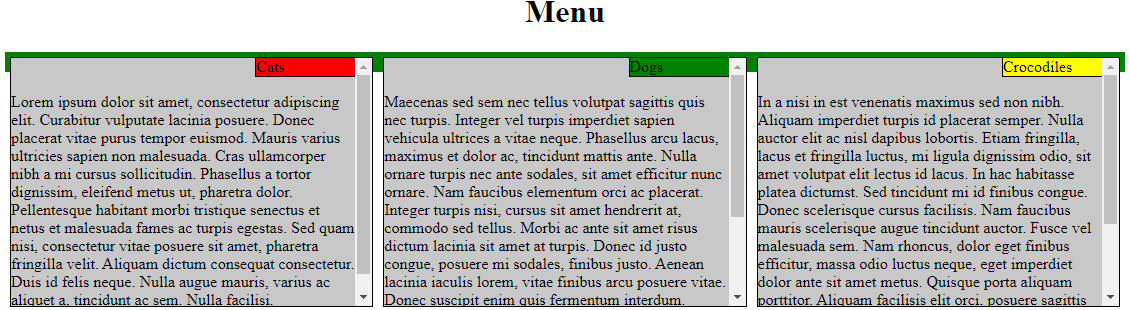 Menu
Cats
Lorem ipsum dolor sit amet, consectetur adipiscing
elit. Curabitur vulputate lacinia posuere. Donec
placerat vitae purus tempor euismod. Mauris varius
ultricies sapien non malesuada. Cras ullamcorper
nibh a mi cursus sollicitudin. Phasellus a tortor
dignissim, eleifend metus ut, pharetra dolor.
Pellentesque habitant morbi tristique senectus et
netus et malesuada fames ac turpis egestas. Sed quam
nisi, consectetur vitae posuere sit amet, pharetra
fringilla velit. Aliquam dictum consequat consectetur.
Duis id felis neque. Nulla augue mauris, varius ac
aliquet a, tincidunt ac sem. Nulla facilisi.
Dogs
Maecenas sed sem nec tellus volutpat sagittis quis
nec turpis. Integer vel turpis imperdiet sapien
vehicula ultrices a vitae neque. Phasellus arcu lacus,
maximus et dolor ac, tincidunt mattis ante. Nulla
ornare turpis nec ante sodales, sit amet efficitur nunc
ornare. Nam faucibus elementum orci ac placerat.
Integer turpis nisi, cursus sit amet hendrerit at,
commodo sed tellus. Morbi ac ante sit amet risus
dictum lacinia sit amet at turpis. Donec id justo
congue, posuere mi sodales, finibus justo. Aenean
lacinia iaculis lorem, vitae finibus arcu posuere vitae.
Donec suscipit enim quis fermentum interdum.
Crocodiles
In a nisi in est venenatis maximus sed non nibh.
Aliquam imperdiet turpis id placerat semper. Nulla
auctor elit ac nisl dapibus lobortis. Etiam fringilla,
lacus et fringilla luctus, mi ligula dignissim odio, sit
amet volutpat elit lectus id lacus. In hac habitasse
platea dictumst. Sed tincidunt mi id finibus congue.
Donec scelerisque cursus facilisis. Nam faucibus
mauris scelerisque augue tincidunt auctor. Fusce vel
malesuada sem. Nam rhoncus, dolor eget finibus
efficitur, massa odio luctus neque, eget imperdiet
dolor ante sit amet metus. Quisque porta aliquam
porttitor. Aliquam facilisis elit orci, posuere sagittis